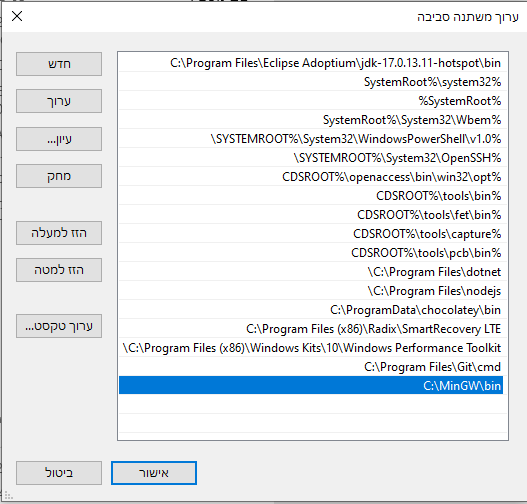 ערוך משתנה סביבה
C:\Program Files\Eclipse Adoptium\jdk-17.0.13.11-hotspot\bin
SystemRoot%\system32%
%SystemRoot%
SystemRoot%\System32\Wbem%
\SYSTEMROOT%\System32\WindowsPowerShell\v1.0%
\SYSTEMROOT%\System32\OpenSSH%
CDSROOT%\openaccess\bin\win32\opt%
CDSROOT%\tools\bin%
CDSROOT%\tools\fet\bin%
CDSROOT%\tools\capture%
CDSROOT%\tools\pcb\bin%
\C:\Program Files\dotnet
\C:\Program Files\nodejs
C:\ProgramData\chocolatey\bin
C:\Program Files (x86)\Radix\SmartRecovery LTE
\C:\Program Files (x86)\Windows Kits\10\Windows Performance Toolkit
C:\Program Files\Git\cmd
C:\MinGW\bin
חדש
ערוך
עיון...
מחק
הזז למעלה
הזז למטה
ערוך טקסט...
אישור
ביטול